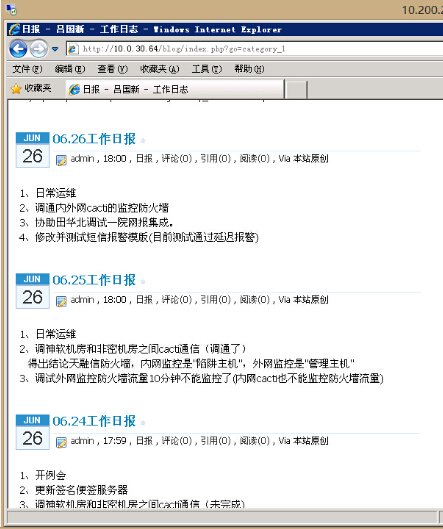 10.200.2
日报 - 吕国新 - 工作日志 - Windows Internet Explorer
http://10.0.30.64/blog/index.php?go=category_1
文件(F) 编辑(E) 查看(V) 收藏夹(A) 工具(T) 帮助(H)
收藏夹 日报 - 吕国新 - 工作日志
JUN 26
06.26工作日报
admin , 18:00 , 日报 , 评论(0) , 引用(0) , 阅读(0) , Via 本站原创
1、日常运维
2、调通内外网cacti的监控防火墙
3、协助田华北调试一院网报集成。
4、修改并测试短信报警模版(目前测试通过延迟报警)
JUN 26
06.25工作日报
admin , 18:00 , 日报 , 评论(0) , 引用(0) , 阅读(0) , Via 本站原创
1、日常运维
2、调神软机房和非密机房之间cacti通信（调通了）
得出结论天融信防火墙，内网监控是"陷阱主机"，外网监控是"管理主机"
3、调试外网监控防火墙流量10分钟不能监控了(内网cacti也不能监控防火墙流量)
JUN 26
06.24工作日报
admin , 17:59 , 日报 , 评论(0) , 引用(0) , 阅读(0) , Via 本站原创
1、开例会
2、更新签名便签服务器
3、调神软机房和非密机房之间cacti通信（未完成）